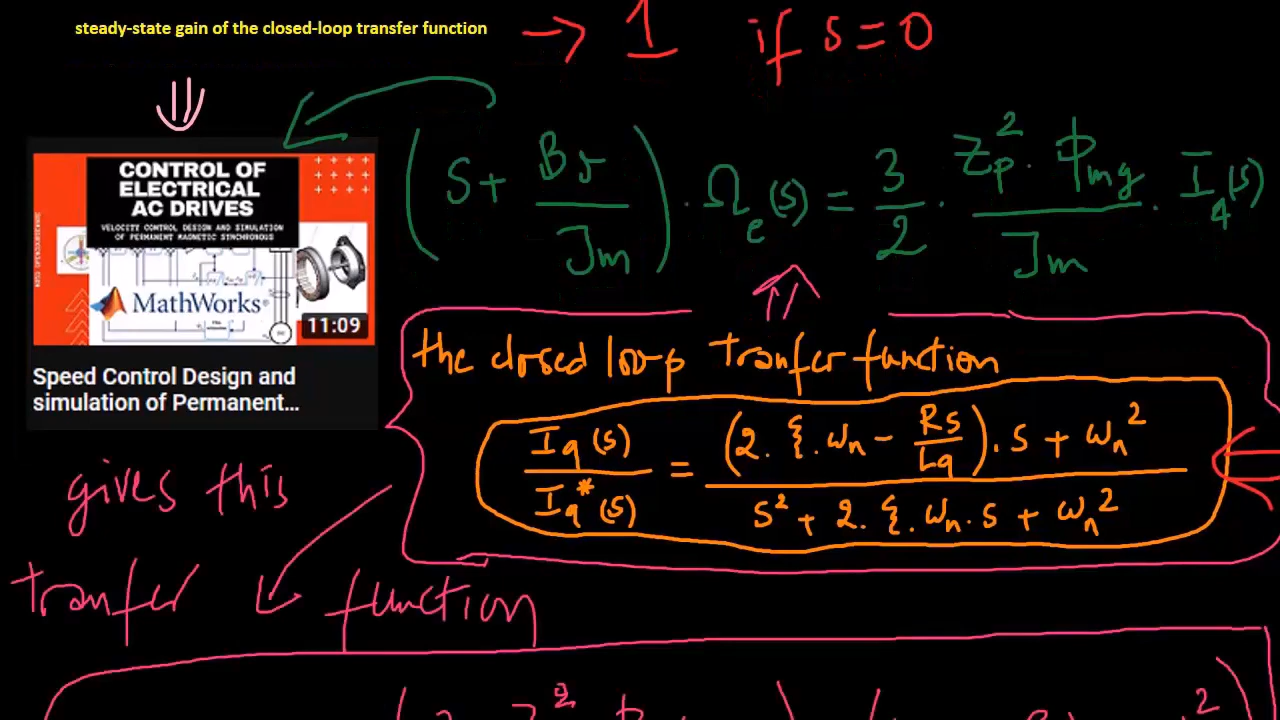 steady-state gain of the closed-loop transfer function → 1 if s = 0
(S + Br/Jm) . Ωe(s) = 3/2 . Zp² . ϕmg / Jm . Iq(s)
CONTROL OF
ELECTRICAL
AC DRIVES
VELOCITY CONTROL DESIGN AND SIMULATION
OF PERMANENT MAGNETIC SYNCHRONOUS
MathWorks®
11:09
Speed Control Design and
simulation of Permanent...
the closed loop tranfer function
Iq(s) / Iq*(s) = ((2. ξ. ωn − Rs/Lq). s + ωn²) / (s² + 2. ξ. ωn. s + ωn²)
gives this
tranfer function